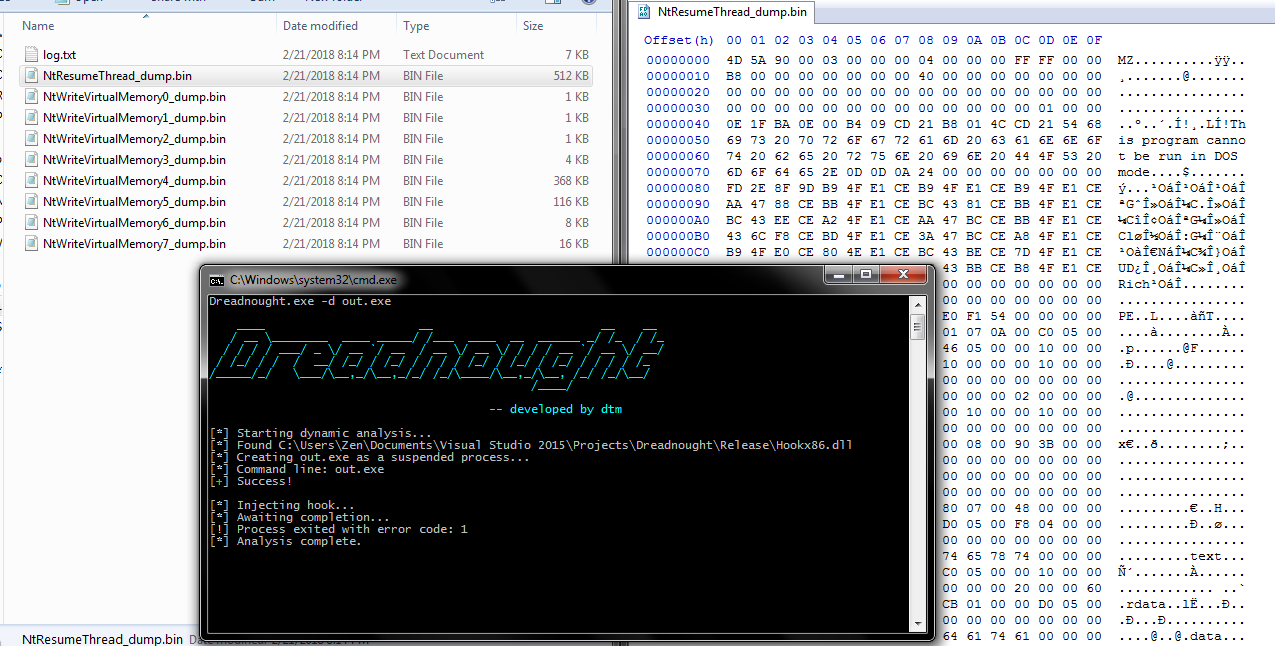 Name Date modified Type Size
log.txt 2/21/2018 8:14 PM Text Document 7 KB
NtResumeThread_dump.bin 2/21/2018 8:14 PM BIN File 512 KB
NtWriteVirtualMemory0_dump.bin 2/21/2018 8:14 PM BIN File 1 KB
NtWriteVirtualMemory1_dump.bin 2/21/2018 8:14 PM BIN File 1 KB
NtWriteVirtualMemory2_dump.bin 2/21/2018 8:14 PM BIN File 1 KB
NtWriteVirtualMemory3_dump.bin 2/21/2018 8:14 PM BIN File 4 KB
NtWriteVirtualMemory4_dump.bin 2/21/2018 8:14 PM BIN File 368 KB
NtWriteVirtualMemory5_dump.bin 2/21/2018 8:14 PM BIN File 116 KB
NtWriteVirtualMemory6_dump.bin 2/21/2018 8:14 PM BIN File 8 KB
NtWriteVirtualMemory7_dump.bin 2/21/2018 8:14 PM BIN File 16 KB
NtResumeThread_dump.bin
C:\Windows\system32\cmd.exe
Dreadnought.exe -d out.exe
Dreadnought
-- developed by dtm
[*] Starting dynamic analysis...
[*] Found C:\Users\Zen\Documents\Visual Studio 2015\Projects\Dreadnought\Release\Hookx86.dll
[*] Creating out.exe as a suspended process...
[*] Command line: out.exe
[+] Success!
[*] Injecting hook...
[*] Awaiting completion...
[!] Process exited with error code: 1
[*] Analysis complete.
NtResumeThread_dump.bin
Offset(h) 00 01 02 03 04 05 06 07 08 09 0A 0B 0C 0D 0E 0F
00000000 4D 5A 90 00 03 00 00 00 04 00 00 00 FF FF 00 00 MZ..........ÿÿ..
00000010 B8 00 00 00 00 00 00 00 40 00 00 00 00 00 00 00 ¸.......@.......
00000020 00 00 00 00 00 00 00 00 00 00 00 00 00 00 00 00 ................
00000030 00 00 00 00 00 00 00 00 00 00 00 00 00 01 00 00 ................
00000040 0E 1F BA 0E 00 B4 09 CD 21 B8 01 4C CD 21 54 68 ..º..´.Í!¸.LÍ!Th
00000050 69 73 20 70 72 6F 67 72 61 6D 20 63 61 6E 6E 6F is program canno
00000060 74 20 62 65 20 72 75 6E 20 69 6E 20 44 4F 53 20 t be run in DOS
00000070 6D 6F 64 65 2E 0D 0D 0A 24 00 00 00 00 00 00 00 mode....$.......
00000080 FD 2E 8F 9D B9 4F E1 CE B9 4F E1 CE B9 4F E1 CE ý...¹OáÎ¹OáÎ¹OáÎ
00000090 AA 47 88 CE BB 4F E1 CE BC 43 81 CE BB 4F E1 CE ªGˆÎ»OáÎ¼C.Î»OáÎ
000000A0 BC 43 EE CE A2 4F E1 CE AA 47 BC CE BB 4F E1 CE ¼CîÎ¢OáÎªG¼Î»OáÎ
000000B0 43 6C F8 CE BD 4F E1 CE 3A 47 BC CE A8 4F E1 CE CløÎ½OáÎ:G¼Î¨OáÎ
000000C0 B9 4F E0 CE 80 4E E1 CE BC 43 BE CE 7D 4F E1 CE ¹OàÎ€NáÎ¼C¾Î}OáÎ
43 BB CE B8 4F E1 CE UD¿Î¸OáÎ¼C»Î¸OáÎ
00 00 00 00 00 00 Rich¹OáÎ........
00 00 00 00 00 00 ................
E0 F1 54 00 00 00 PE..L....àñT...
01 07 0A 00 C0 05 00 ....à........À..
46 05 00 00 10 00 00 .p......@F......
10 00 00 00 10 00 00 .Ð....@.........
00 00 00 00 00 00 ................
00 00 00 02 00 00 .@..............
00 10 00 00 10 00 00 ................
00 00 00 00 00 00 ................
00 08 00 90 3B 00 00 x€..ð.......;..
00 00 00 00 00 00 ................
00 00 00 00 00 00 ................
00 00 00 00 00 00 ................
80 07 00 48 00 00 00 .........€..H...
D0 05 00 F8 04 00 00 .........Ð..ø...
00 00 00 00 00 00 ................
74 65 78 74 00 00 00 .........text...
C0 05 00 00 10 00 00 Ñ´.......À......
00 00 00 20 00 00 60 ............ ..`
CB 01 00 00 D0 05 00 .rdata..lË...Ð..
00 00 00 00 00 00 .Ð...Ð..........
64 61 74 61 00 00 00 ....@..@.data...
NtResumeThread_dump.bin